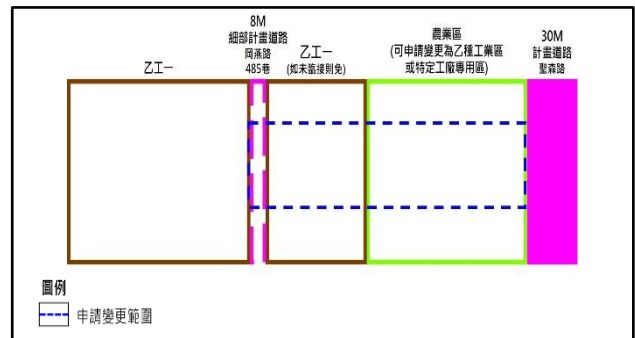 乙工一
8M
細部計畫道路
岡燕路
485巷
乙工一
(如未臨接則免)
農業區
(可申請變更為乙種工業區
或特定工廠專用區)
30M
計畫道路
聖森路
圖例
申請變更範圍